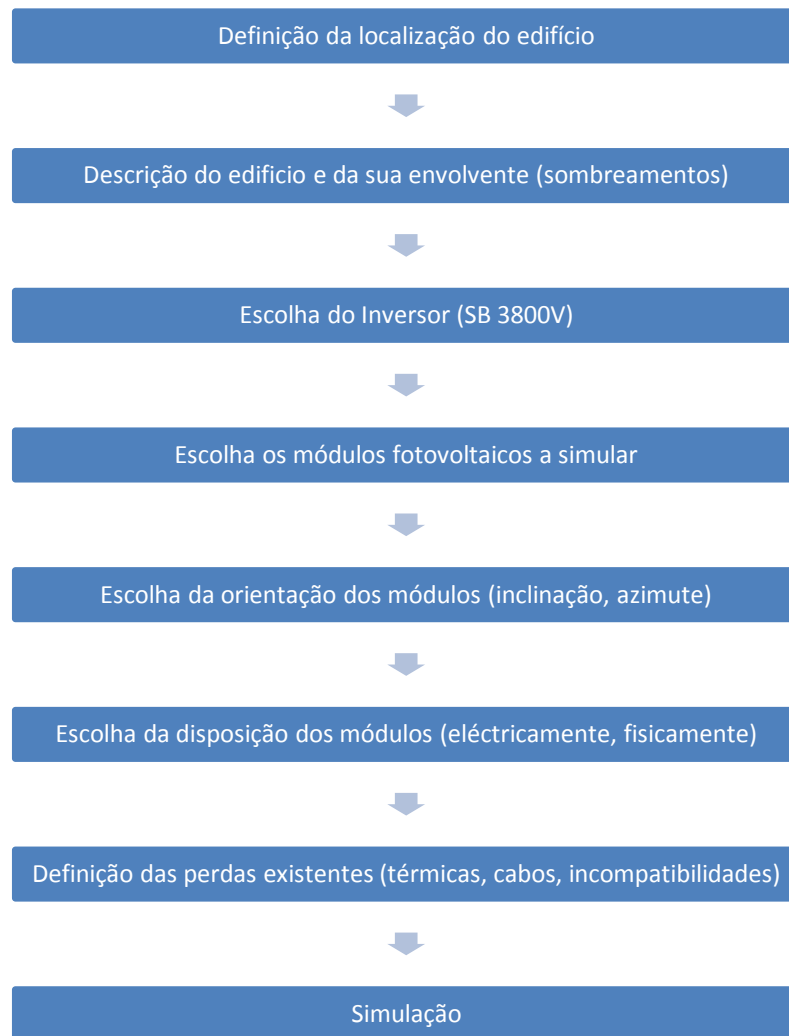 Definição da localização do edifício
Descrição do edificio e da sua envolvente (sombreamentos)
Escolha do Inversor (SB 3800V)
Escolha os módulos fotovoltaicos a simular
Escolha da orientação dos módulos (inclinação, azimute)
Escolha da disposição dos módulos (eléctricamente, fisicamente)
Definição das perdas existentes (térmicas, cabos, incompatibilidades)
Simulação